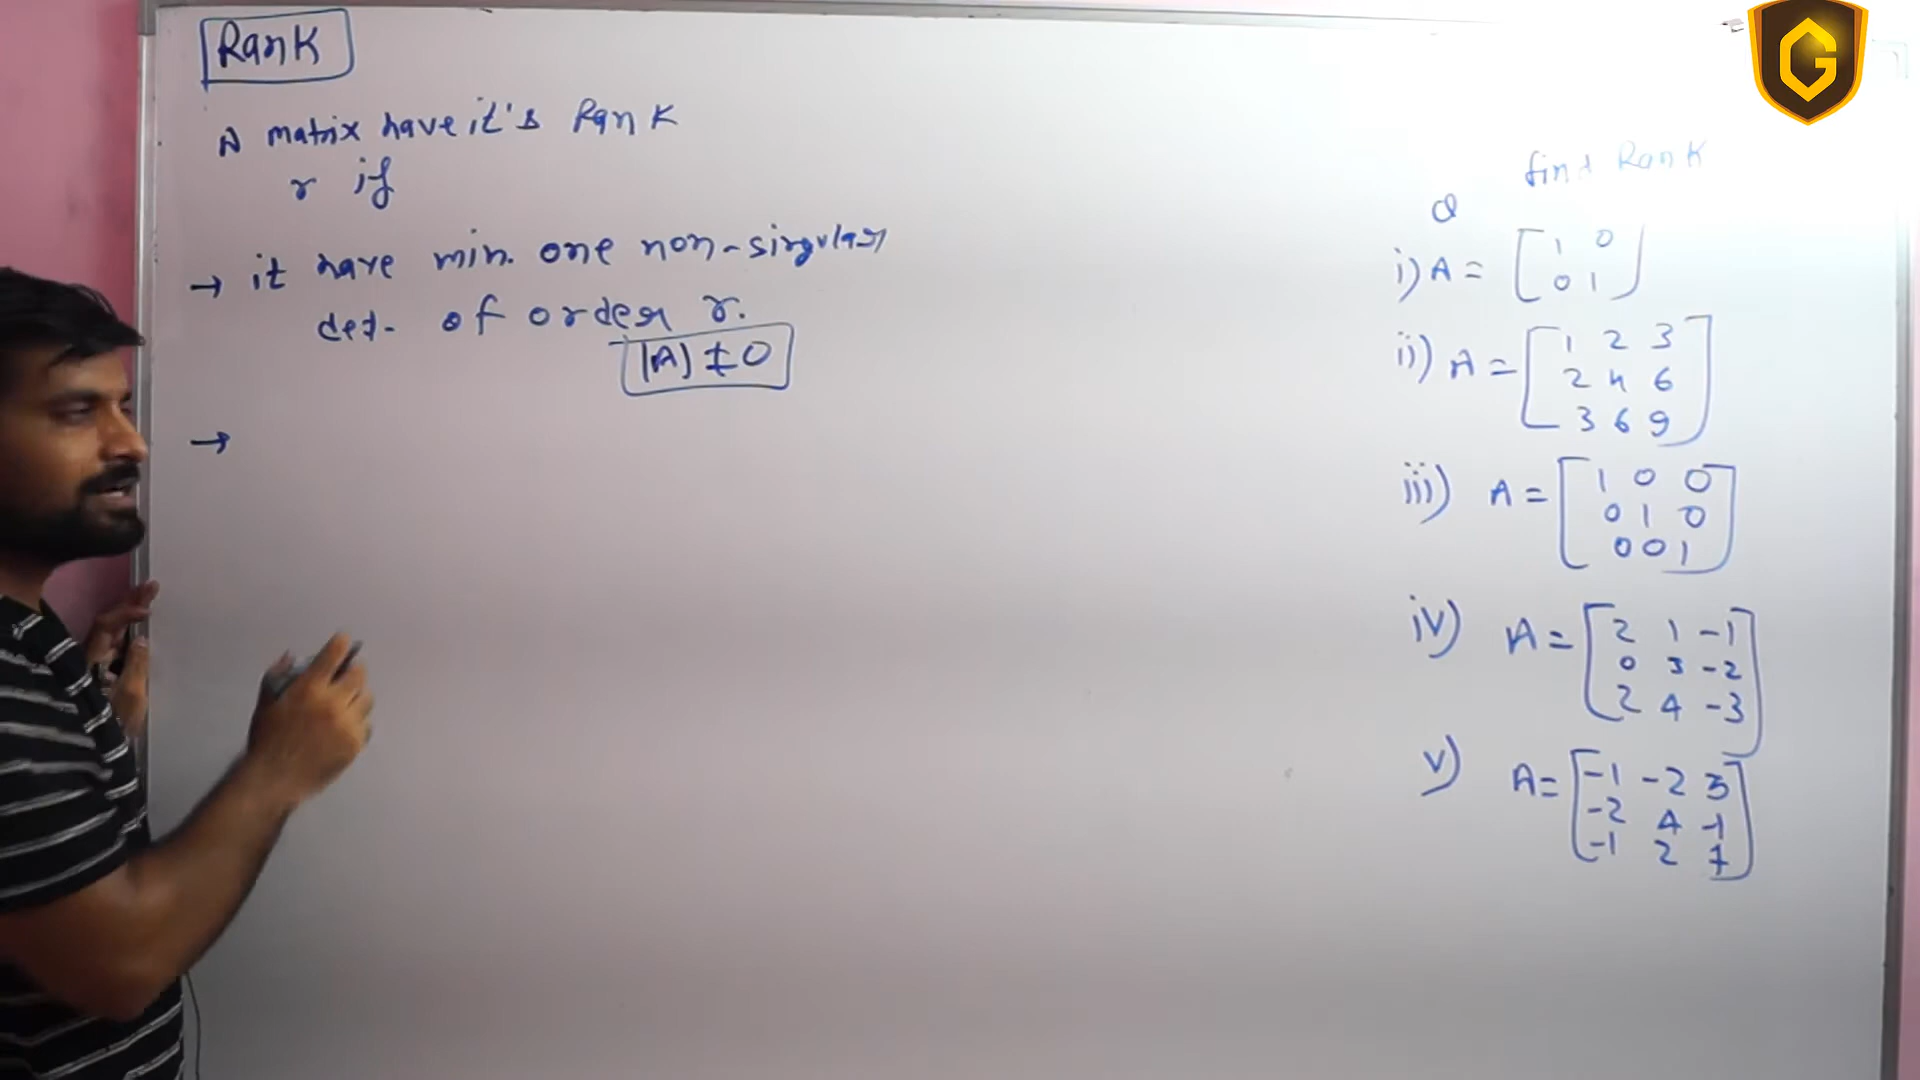 Rank
A matrix have it's Rank
r if
→ it have min. one non-singular
det. of order r.
|A| ≠ 0
→
find Rank
Q
i) A = [ 1 0
0 1 ]
ii) A = [ 1 2 3
2 4 6
3 6 9 ]
iii) A = [ 1 0 0
0 1 0
0 0 1 ]
iv) A = [ 2 1 -1
0 3 -2
2 4 -3 ]
v) A = [ -1 -2 3
-2 4 -1
-1 2 7 ]
G